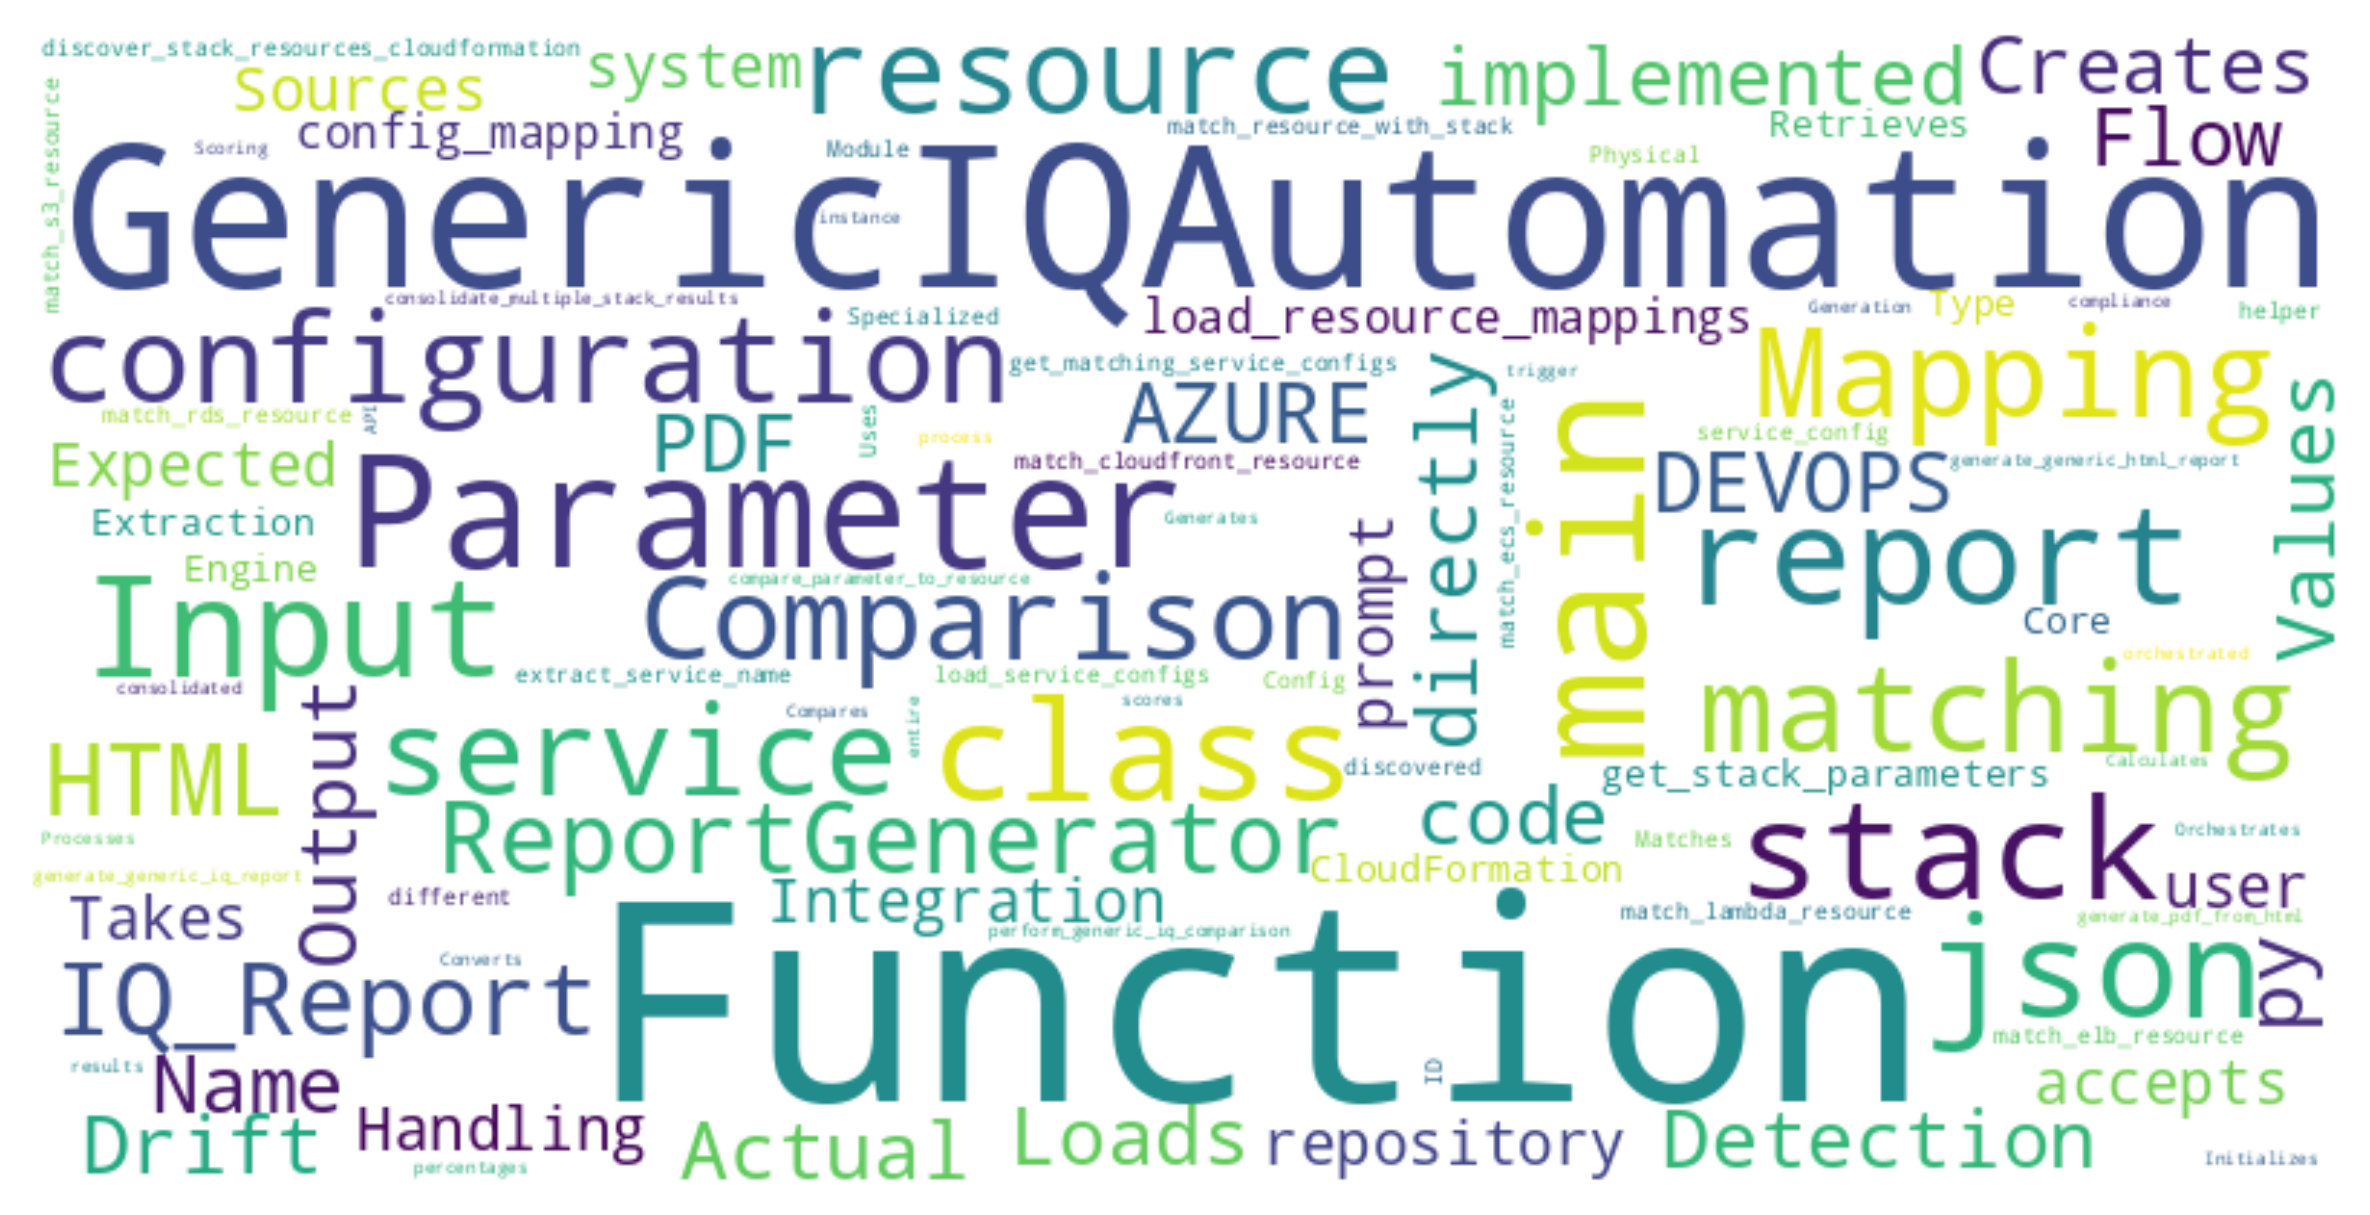 discover_stack_resources_cloudformation
system
resource
implemented
Creates
Sources
match_s3_resource
config_mapping
match_resource_with_stack
Retrieves
Flow
Scoring
Module
Physical
GenericIQAutomation
instance
consolidate_multiple_stack_results
load_resource_mappings
Generation
Type
compliance
helper
configuration
Specialized
get_matching_service_configs
trigger
Mapping
match_rds_resource
API
PDF
Uses
process
AZURE
directly
match_ecs_resource
main
service_config
Values
Expected
Parameter
match_cloudfront_resource
DEVOPS
generate_generic_html_report
Extraction
Generates
prompt
report
Engine
Input
compare_parameter_to_resource
Comparison
Core
consolidated
extract_service_name
load_service_configs
Config
orchestrated
matching
Output
service
Compares
entire
class
scores
discovered
get_stack_parameters
Calculates
HTML
Processes
ReportGenerator
code
Matches
stack
Orchestrates
generate_generic_iq_report
different
Integration
CloudFormation
user
Takes
Function
perform_generic_iq_comparison
match_lambda_resource
generate_pdf_from_html
IQ_Report
Converts
json
py
results
Name
ID
match_elb_resource
accepts
Drift
Handling
percentages
Actual
Loads
repository
Detection
Initializes